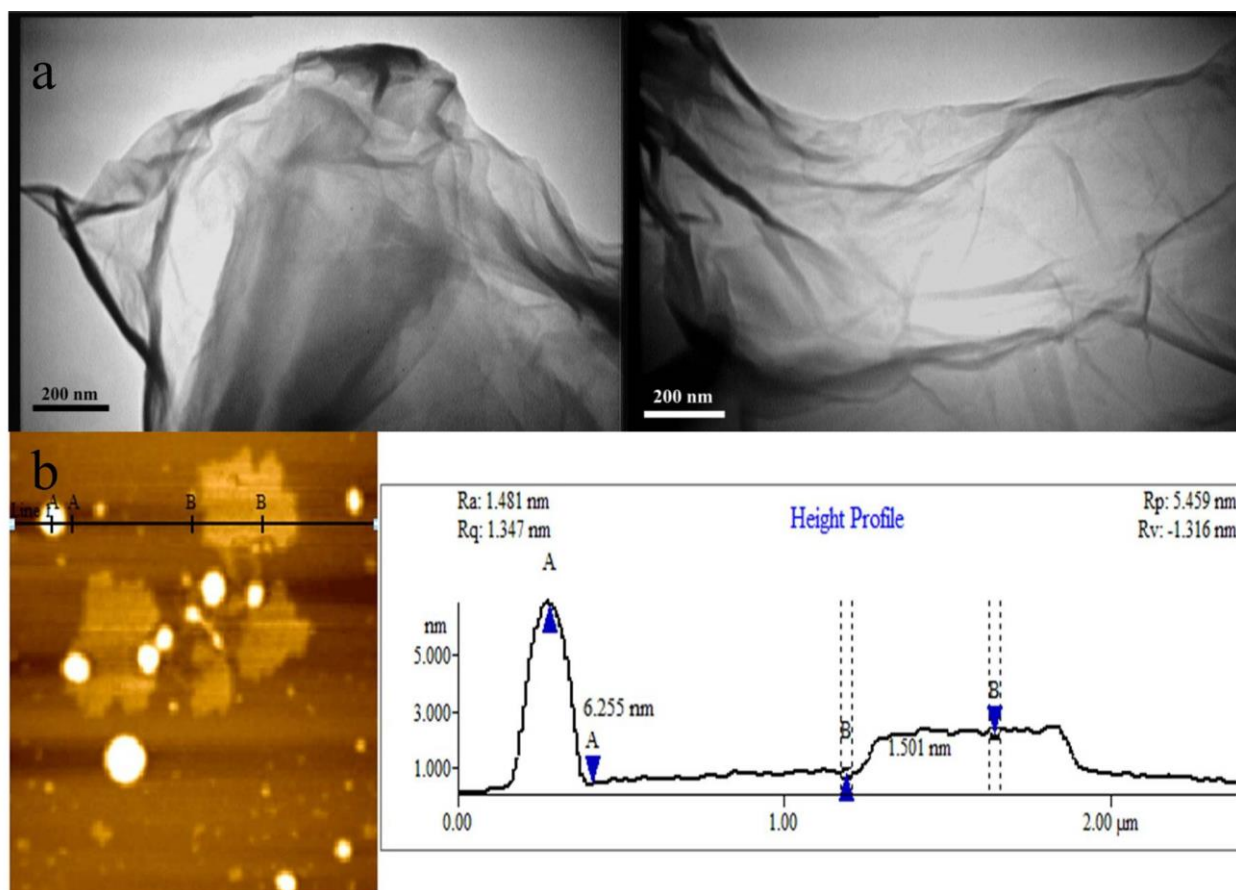 a
200 nm
200 nm
b
Line 1
A A B B
Ra: 1.481 nm
Rq: 1.347 nm
Height Profile
Rp: 5.459 nm
Rv: -1.316 nm
A
nm
5.000
3.000
1.000
6.255 nm
A
B
1.501 nm
B
0.00
1.00
2.00 μm